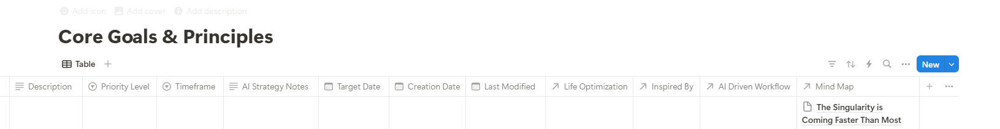 Add icon Add cover Add description
Core Goals & Principles
Table
New
Description Priority Level Timeframe AI Strategy Notes Target Date Creation Date Last Modified Life Optimization Inspired By AI Driven Workflow Mind Map
The Singularity is
Coming Faster Than Most